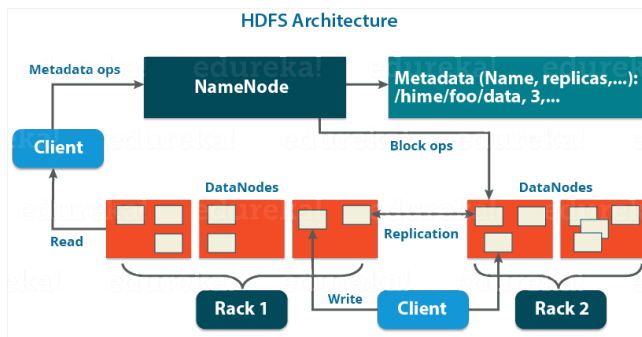 HDFS Architecture
Metadata ops
NameNode
Metadata (Name, replicas,...):
/hime/foo/data, 3,...
Client
Block ops
DataNodes
DataNodes
Read
Replication
Rack 1
Write
Client
Rack 2
edureka!